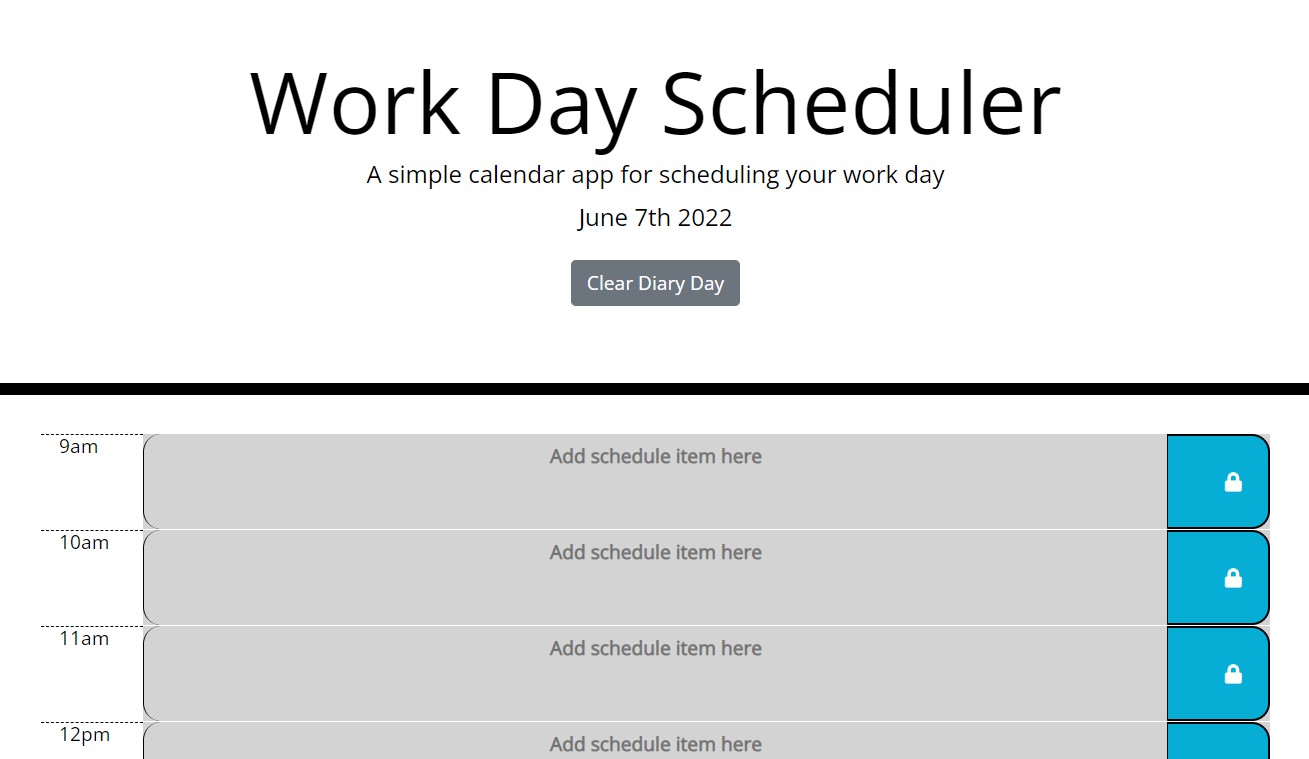 Work Day Scheduler
A simple calendar app for scheduling your work day
June 7th 2022
Clear Diary Day
9am
Add schedule item here
10am
Add schedule item here
11am
Add schedule item here
12pm
Add schedule item here